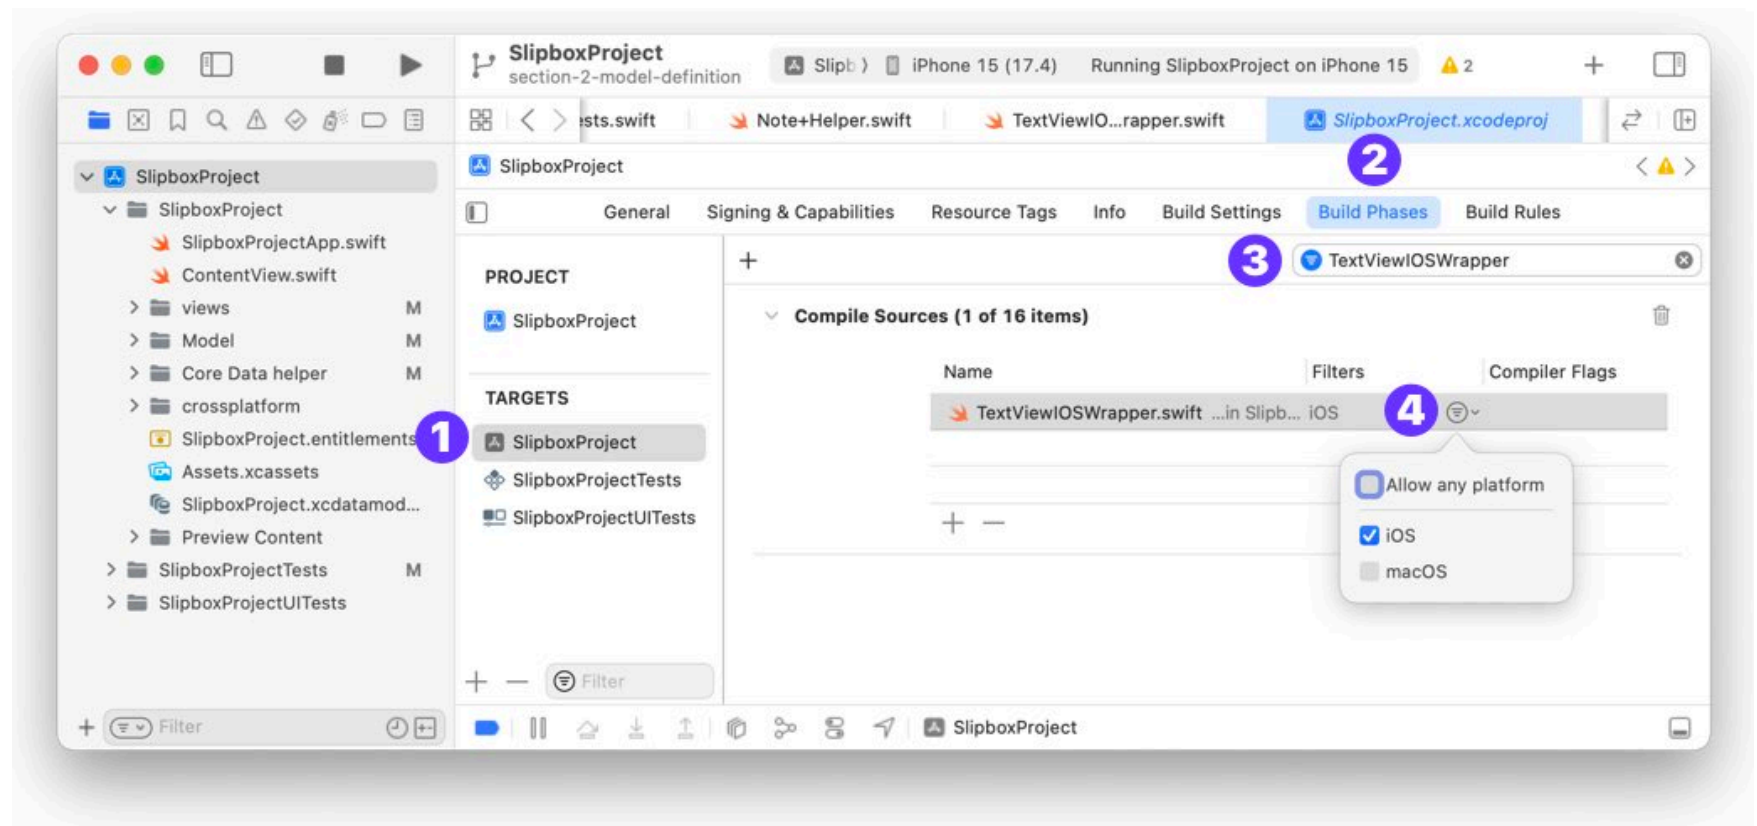 SlipboxProject
section-2-model-definition
Slipb
iPhone 15 (17.4)
Running SlipboxProject on iPhone 15
2
ests.swift
Note+Helper.swift
TextViewIO...rapper.swift
SlipboxProject.xcodeproj
SlipboxProject
SlipboxProject
SlipboxProjectApp.swift
ContentView.swift
views M
Model M
Core Data helper M
crossplatform
SlipboxProject.entitlements
Assets.xcassets
SlipboxProject.xcdatamod...
Preview Content
SlipboxProjectTests M
SlipboxProjectUITests
Filter
SlipboxProject
2
General Signing & Capabilities Resource Tags Info Build Settings Build Phases Build Rules
PROJECT
SlipboxProject
TARGETS
1
SlipboxProject
SlipboxProjectTests
SlipboxProjectUITests
Filter
3
TextViewIOSWrapper
Compile Sources (1 of 16 items)
Name Filters Compiler Flags
TextViewIOSWrapper.swift ...in Slipb... iOS
4
Allow any platform
iOS
macOS
SlipboxProject